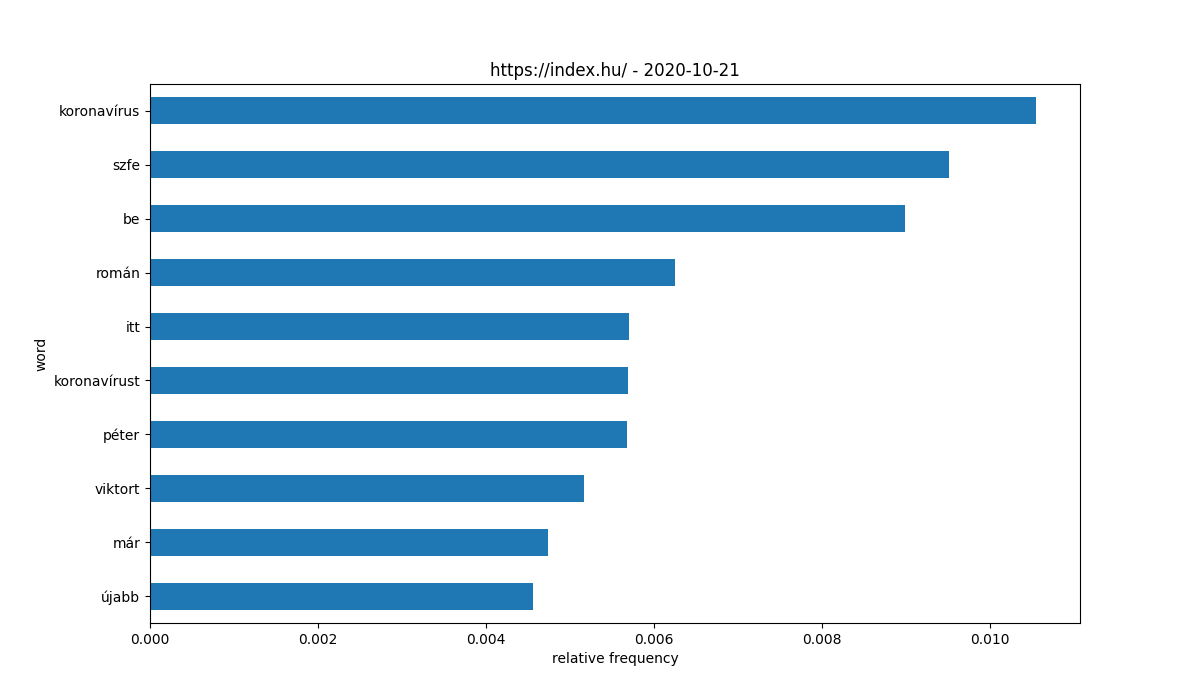 https://index.hu/ - 2020-10-21
koronavírus
szfe
be
román
itt
koronavírust
péter
viktort
már
újabb
word
0.000 0.002 0.004 0.006 0.008 0.010
relative frequency